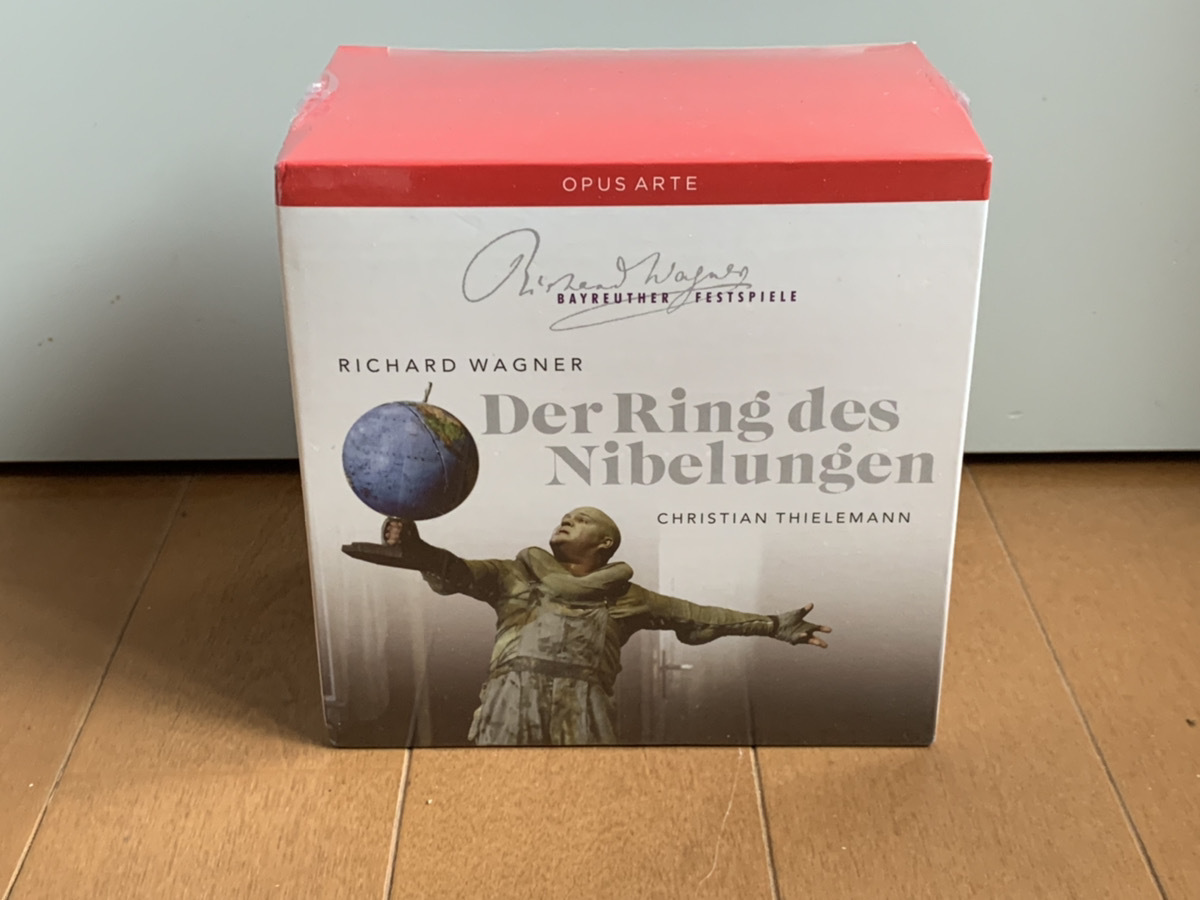 OPUS ARTE
Richard Wagner
BAYREUTHER FESTSPIELE
RICHARD WAGNER
Der Ring des
Nibelungen
CHRISTIAN THIELEMANN